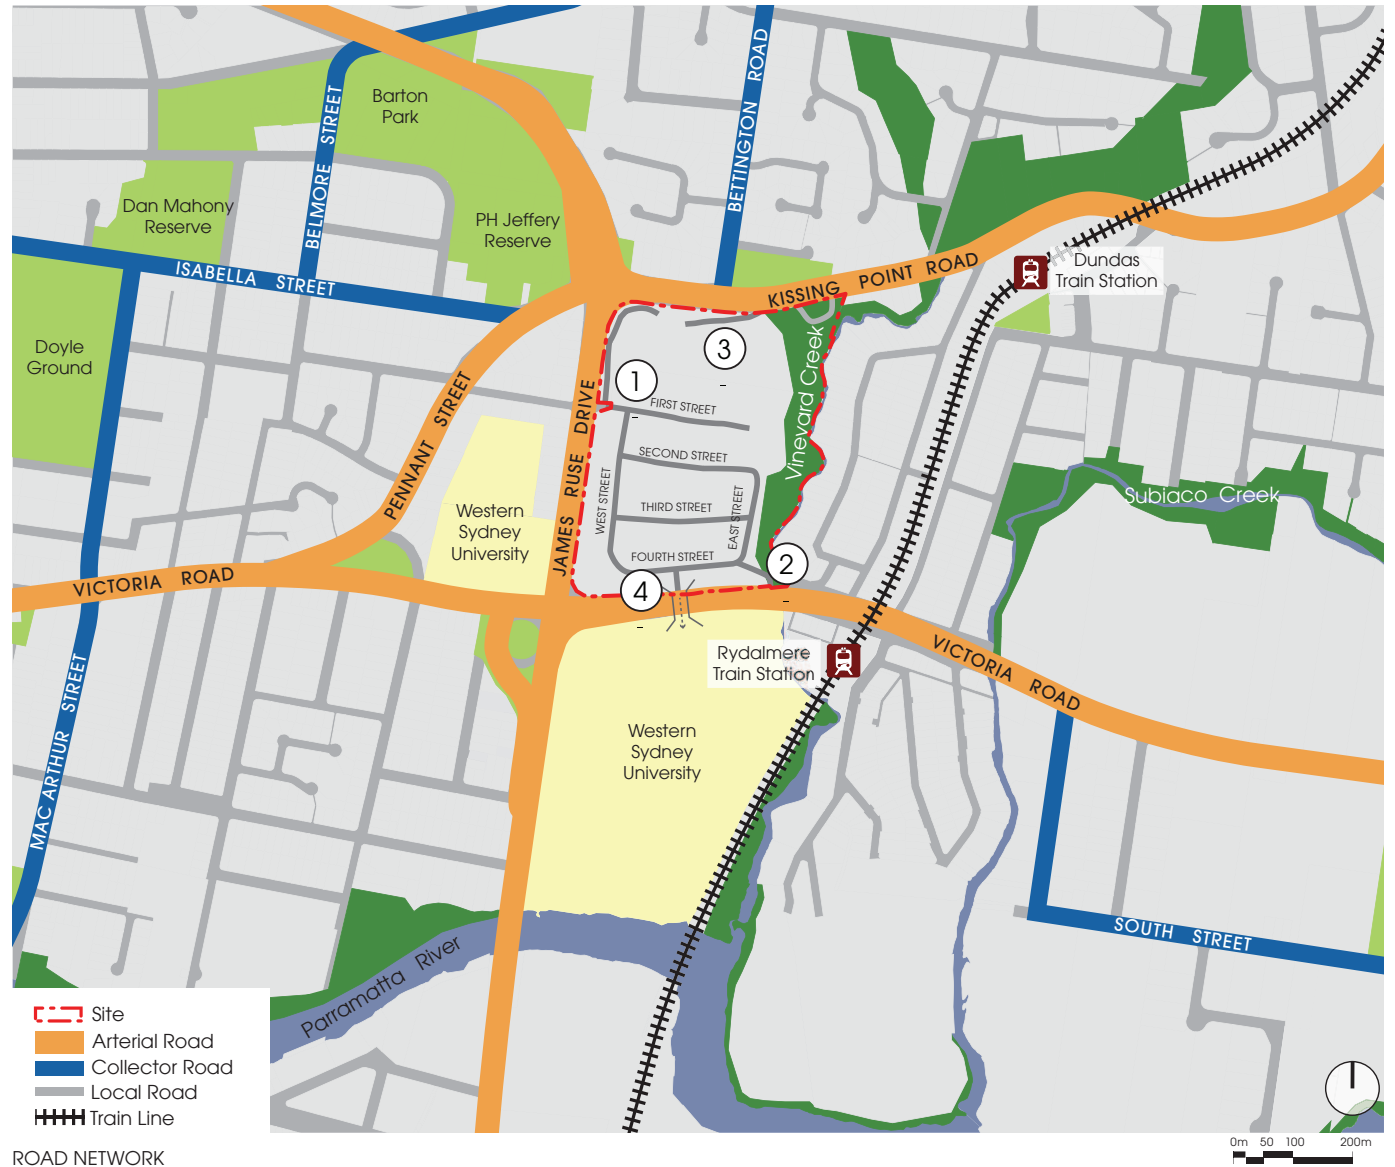 Barton
Park
BELMORE STREET
BETTINGTON ROAD
Dan Mahony
Reserve
PH Jeffery
Reserve
ISABELLA STREET
KISSING POINT ROAD
Dundas
Train Station
Doyle
Ground
3
1
FIRST STREET
Vineyard Creek
PENNANT STREET
JAMES RUSE DRIVE
SECOND STREET
WEST STREET
THIRD STREET
EAST STREET
FOURTH STREET
Western
Sydney
University
Subiaco Creek
2
4
VICTORIA ROAD
VICTORIA ROAD
Rydalmere
Train Station
MAC ARTHUR STREET
Western
Sydney
University
SOUTH STREET
Parramatta River
Site
Arterial Road
Collector Road
Local Road
Train Line
ROAD NETWORK
0m 50 100 200m